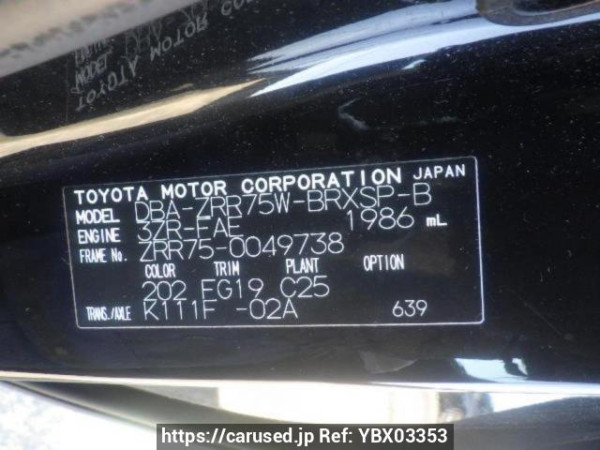 TOYOTA MOTOR CORPORATION JAPAN
MODEL DBA-ZRR75W-BRXSP-B
ENGINE 3ZR-FAE 1986 mL
FRAME No. ZRR75-0049738
COLOR TRIM PLANT OPTION
202 FG19 C25
TRANS./AXLE K111F -02A 639
https://carused.jp Ref: YBX03353